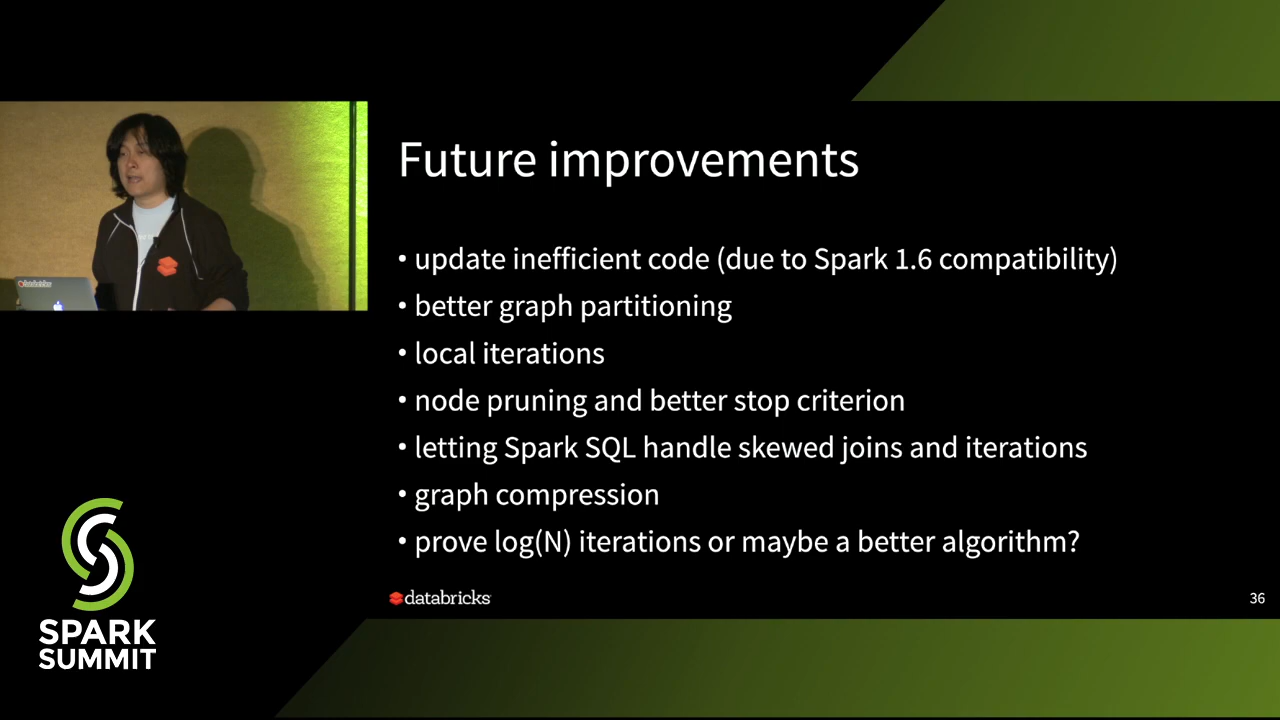 Future improvements
• update inefficient code (due to Spark 1.6 compatibility)
• better graph partitioning
• local iterations
• node pruning and better stop criterion
• letting Spark SQL handle skewed joins and iterations
• graph compression
• prove log(N) iterations or maybe a better algorithm?
databricks
36
SPARK
SUMMIT